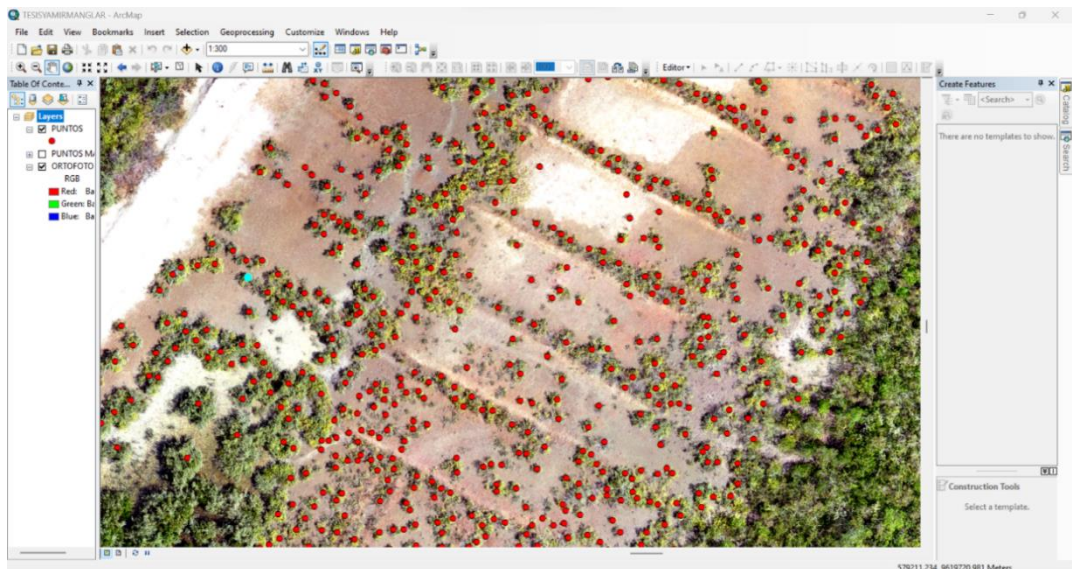 TESISYAMIRMANGLAR - ArcMap
File Edit View Bookmarks Insert Selection Geoprocessing Customize Windows Help
1:300
Editor
Table Of Conte...
Layers
PUNTOS
PUNTOS MA
ORTOFOTO
RGB
Red: Ba
Green: Ba
Blue: Ba
Create Features
<Search>
There are no templates to show.
Construction Tools
Select a template.
Catalog
Search
579211.234 9619720.981 Meters